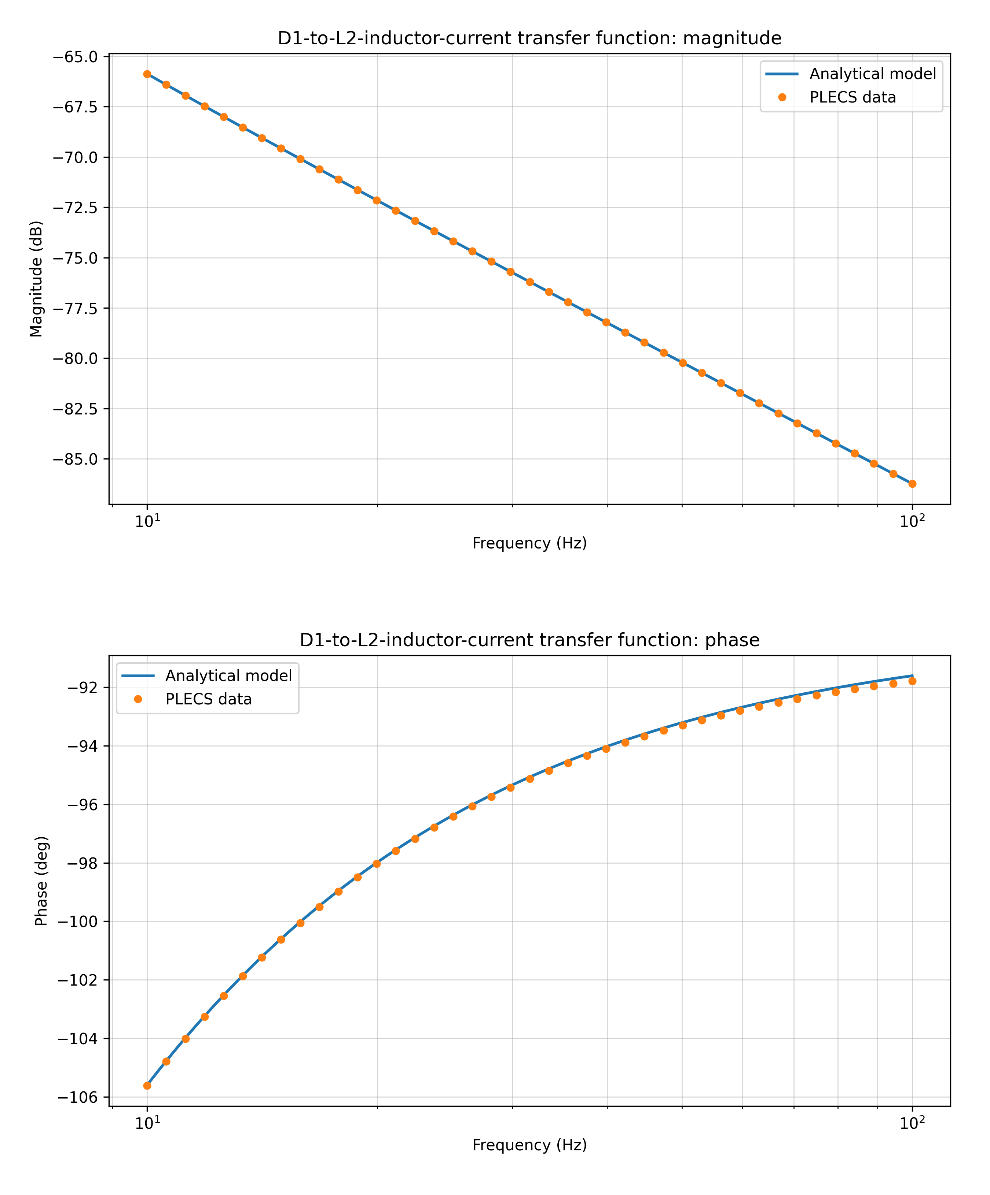 D1-to-L2-inductor-current transfer function: magnitude
Analytical model
PLECS data
Magnitude (dB)
−65.0
−67.5
−70.0
−72.5
−75.0
−77.5
−80.0
−82.5
−85.0
10¹
10²
Frequency (Hz)
D1-to-L2-inductor-current transfer function: phase
Analytical model
PLECS data
Phase (deg)
−92
−94
−96
−98
−100
−102
−104
−106
10¹
10²
Frequency (Hz)